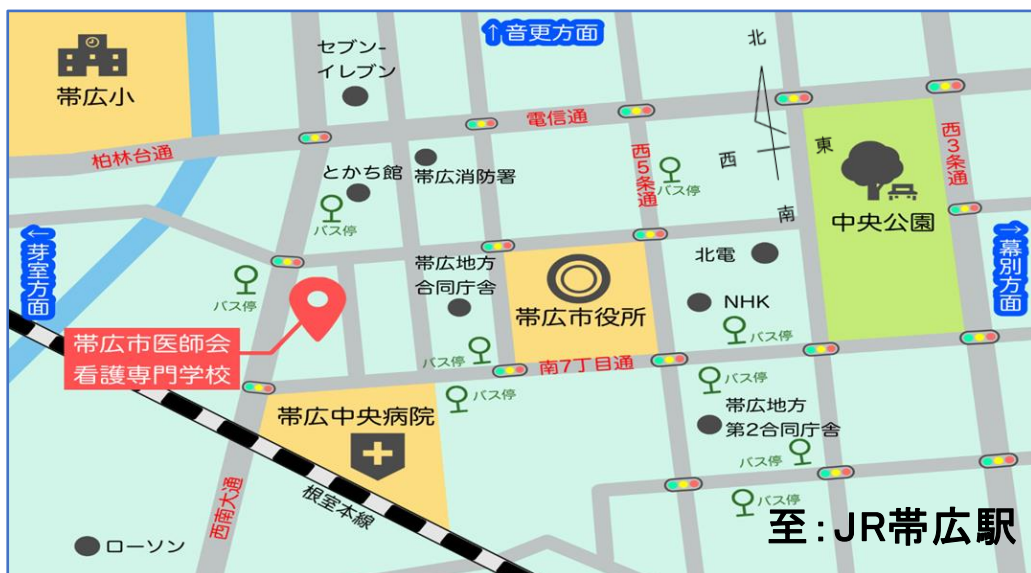 ↑音更方面
北
セブン-
イレブン
帯広小
電信通
柏林台通
西5条通
西
東
西3条通
とかち館
帯広消防署
バス停
バス停
南
中央公園
←芽室方面
→幕別方面
北電
帯広地方
合同庁舎
バス停
帯広市役所
NHK
帯広市医師会
看護専門学校
バス停
バス停
南7丁目通
バス停
バス停
帯広中央病院
帯広地方
第2合同庁舎
バス停
バス停
西南大通
根室本線
ローソン
至:JR帯広駅